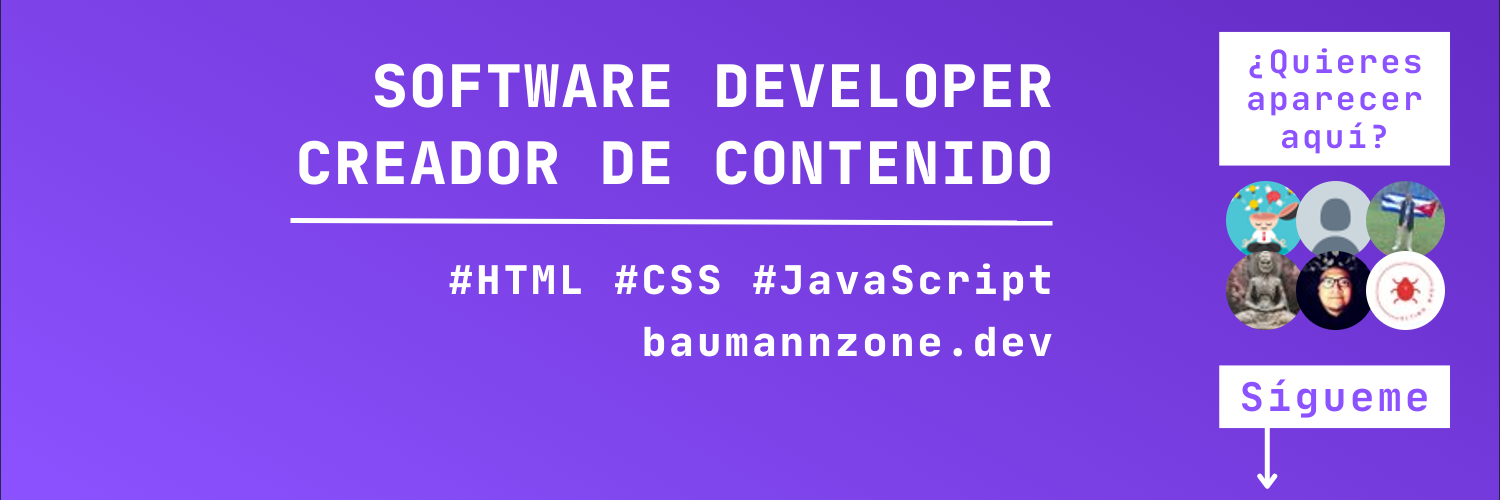 SOFTWARE DEVELOPER
CREADOR DE CONTENIDO
#HTML #CSS #JavaScript
baumannzone.dev
¿Quieres
aparecer
aquí?
Sígueme